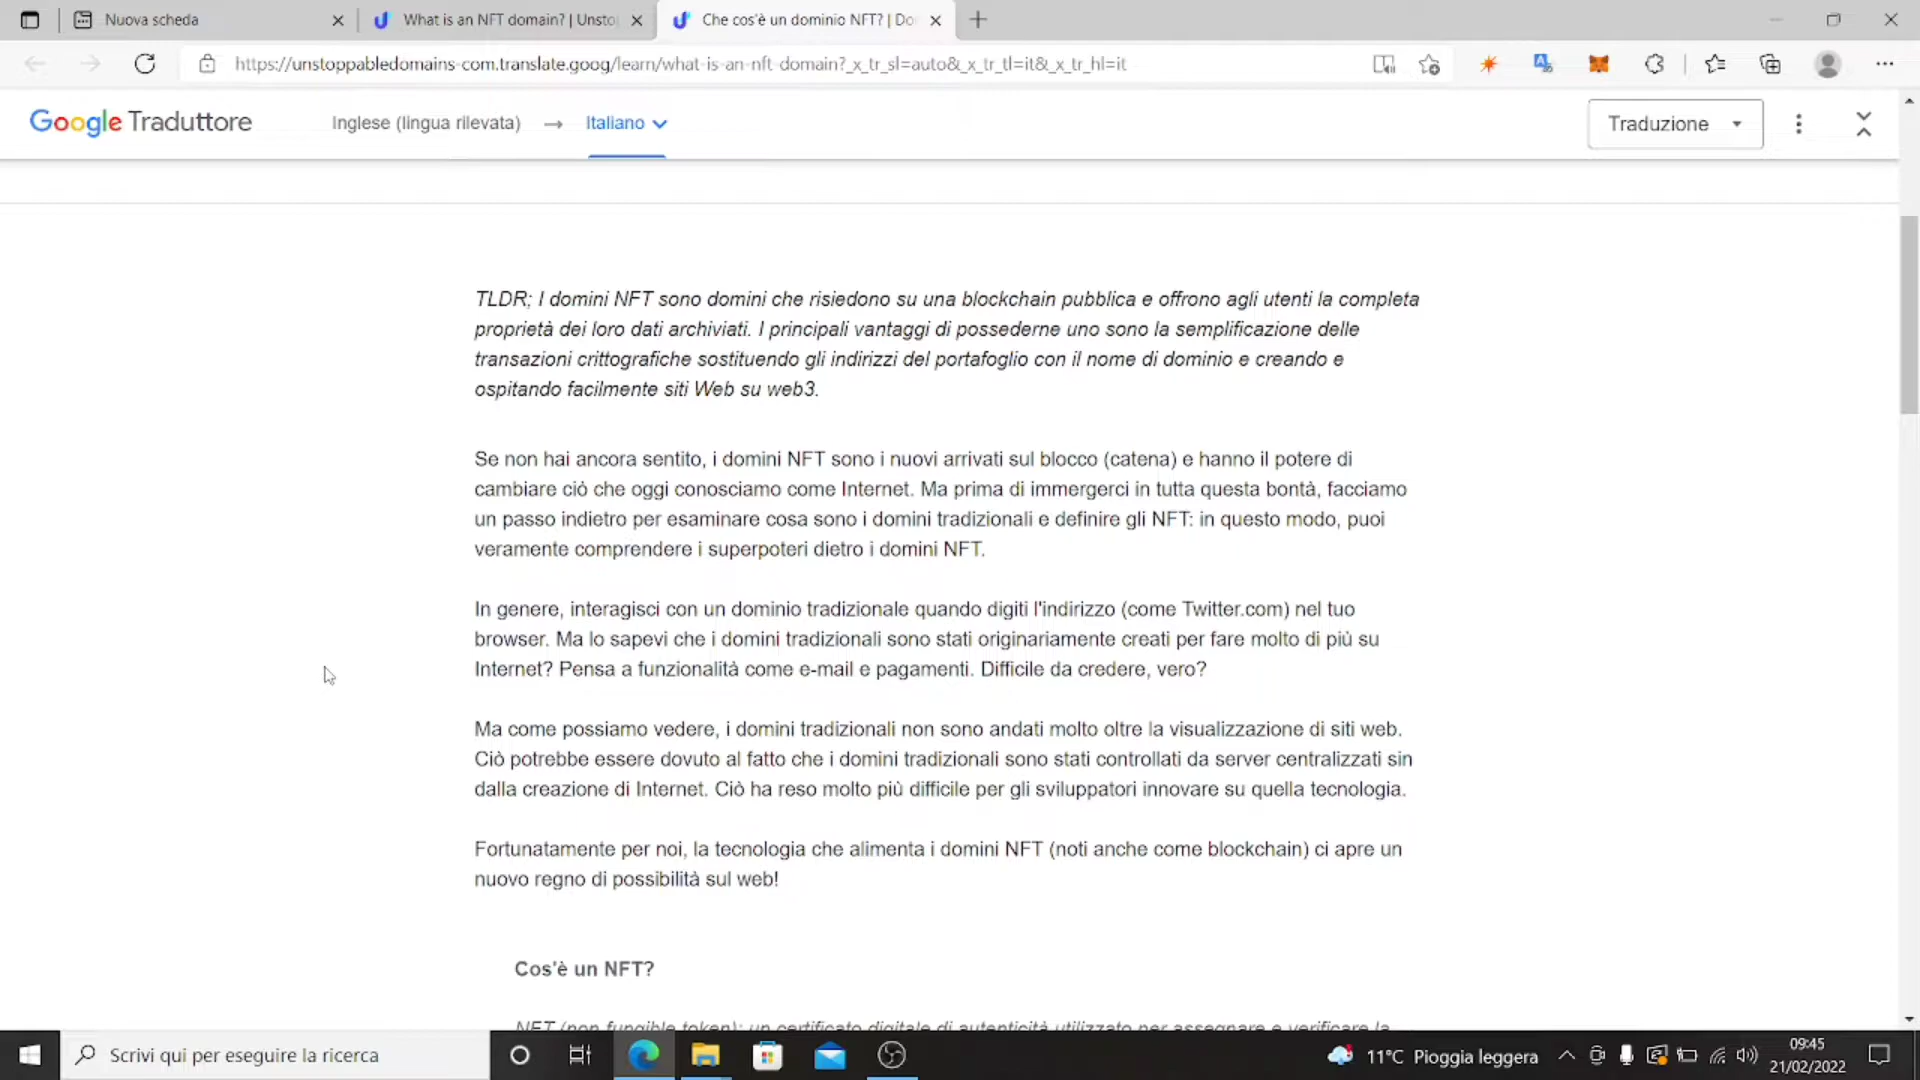 Nuova scheda
What is an NFT domain? | Unsto
Che cos'è un dominio NFT? | Do
https://unstoppabledomains-com.translate.goog/learn/what-is-an-nft-domain?_x_tr_sl=auto&_x_tr_tl=it&_x_tr_hl=it
Google Traduttore
Inglese (lingua rilevata) → Italiano
Traduzione
TLDR; I domini NFT sono domini che risiedono su una blockchain pubblica e offrono agli utenti la completa
proprietà dei loro dati archiviati. I principali vantaggi di possederne uno sono la semplificazione delle
transazioni crittografiche sostituendo gli indirizzi del portafoglio con il nome di dominio e creando e
ospitando facilmente siti Web su web3.
Se non hai ancora sentito, i domini NFT sono i nuovi arrivati sul blocco (catena) e hanno il potere di
cambiare ciò che oggi conosciamo come Internet. Ma prima di immergerci in tutta questa bontà, facciamo
un passo indietro per esaminare cosa sono i domini tradizionali e definire gli NFT: in questo modo, puoi
veramente comprendere i superpoteri dietro i domini NFT.
In genere, interagisci con un dominio tradizionale quando digiti l'indirizzo (come Twitter.com) nel tuo
browser. Ma lo sapevi che i domini tradizionali sono stati originariamente creati per fare molto di più su
Internet? Pensa a funzionalità come e-mail e pagamenti. Difficile da credere, vero?
Ma come possiamo vedere, i domini tradizionali non sono andati molto oltre la visualizzazione di siti web.
Ciò potrebbe essere dovuto al fatto che i domini tradizionali sono stati controllati da server centralizzati sin
dalla creazione di Internet. Ciò ha reso molto più difficile per gli sviluppatori innovare su quella tecnologia.
Fortunatamente per noi, la tecnologia che alimenta i domini NFT (noti anche come blockchain) ci apre un
nuovo regno di possibilità sul web!
Cos'è un NFT?
NFT (non fungible token): un certificato digitale di autenticità utilizzato per assegnare e verificare la
Scrivi qui per eseguire la ricerca
11°C Pioggia leggera
09:45
21/02/2022